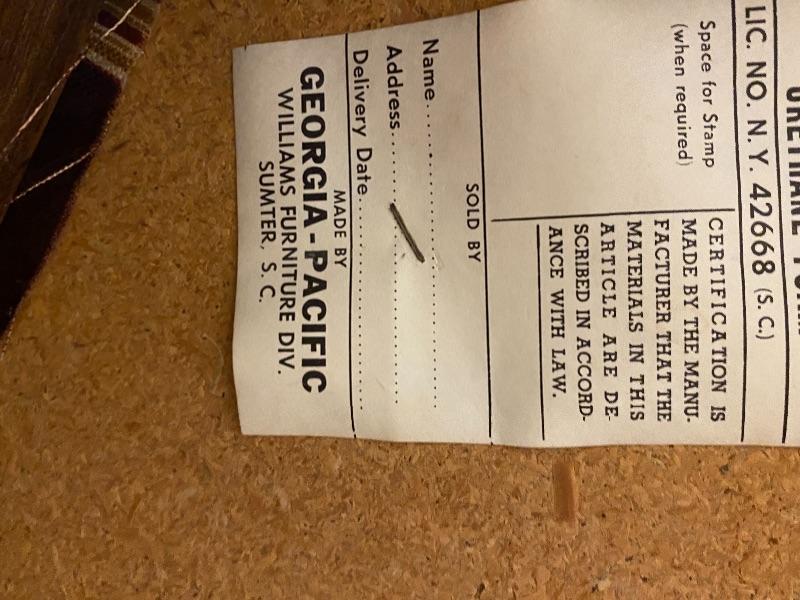 LIC. NO. N. Y. 42668 (S. C.)
Space for Stamp
(when required)
CERTIFICATION IS
MADE BY THE MANU-
FACTURER THAT THE
MATERIALS IN THIS
ARTICLE ARE DE-
SCRIBED IN ACCORD-
ANCE WITH LAW.
SOLD BY
Name
Address
Delivery Date
MADE BY
GEORGIA-PACIFIC
WILLIAMS FURNITURE DIV.
SUMTER, S. C.